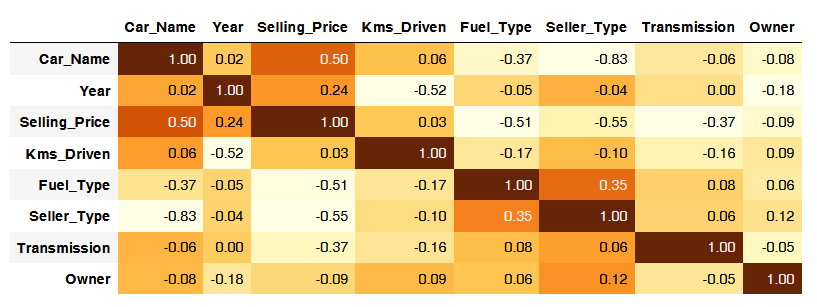 Car_Name Year Selling_Price Kms_Driven Fuel_Type Seller_Type Transmission Owner
Car_Name 1.00 0.02 0.50 0.06 -0.37 -0.83 -0.06 -0.08
Year 0.02 1.00 0.24 -0.52 -0.05 -0.04 0.00 -0.18
Selling_Price 0.50 0.24 1.00 0.03 -0.51 -0.55 -0.37 -0.09
Kms_Driven 0.06 -0.52 0.03 1.00 -0.17 -0.10 -0.16 0.09
Fuel_Type -0.37 -0.05 -0.51 -0.17 1.00 0.35 0.08 0.06
Seller_Type -0.83 -0.04 -0.55 -0.10 0.35 1.00 0.06 0.12
Transmission -0.06 0.00 -0.37 -0.16 0.08 0.06 1.00 -0.05
Owner -0.08 -0.18 -0.09 0.09 0.06 0.12 -0.05 1.00